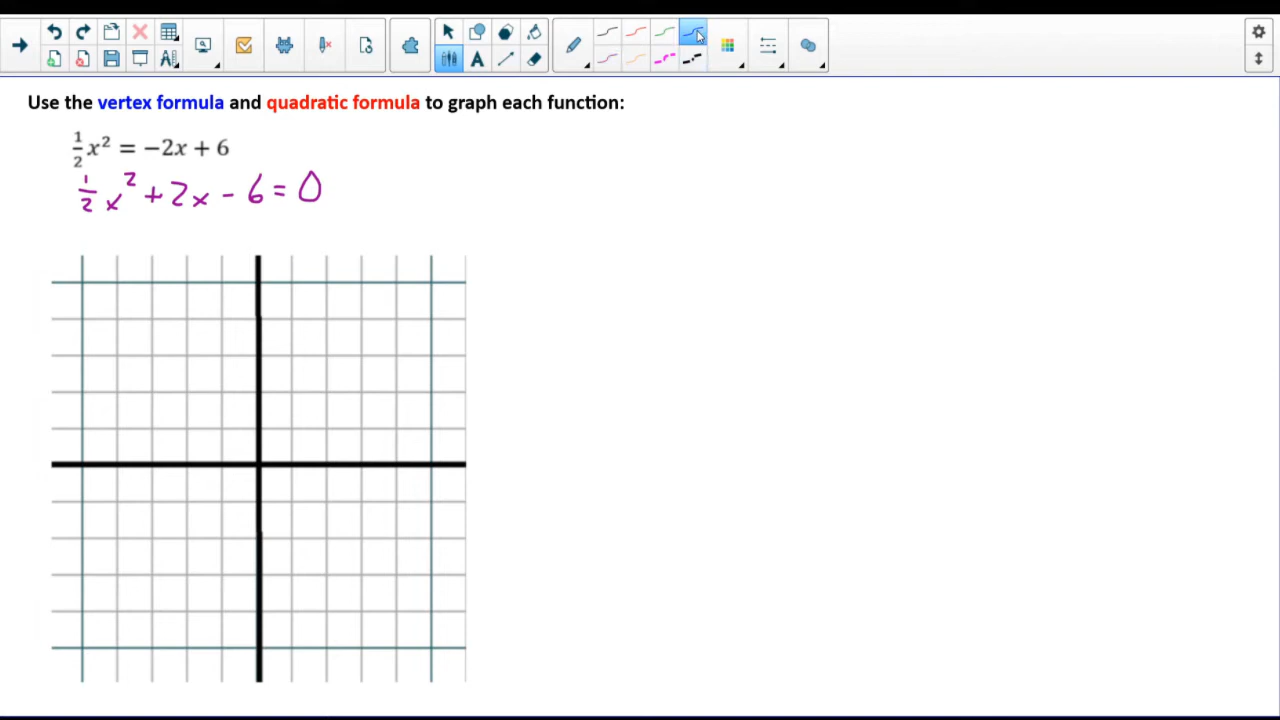 Use the vertex formula and quadratic formula to graph each function:
½x² = −2x + 6
½x² + 2x − 6 = 0